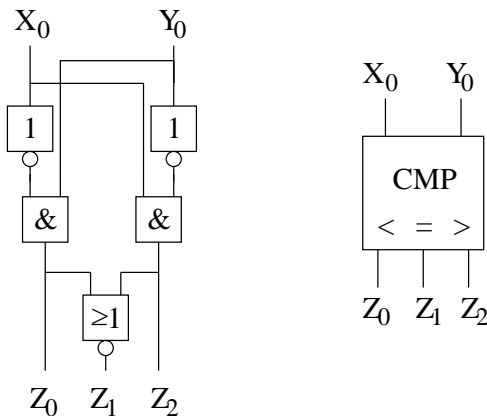 X0 Y0
1 1
& &
≥1
Z0 Z1 Z2
X0 Y0
CMP
< = >
Z0 Z1 Z2